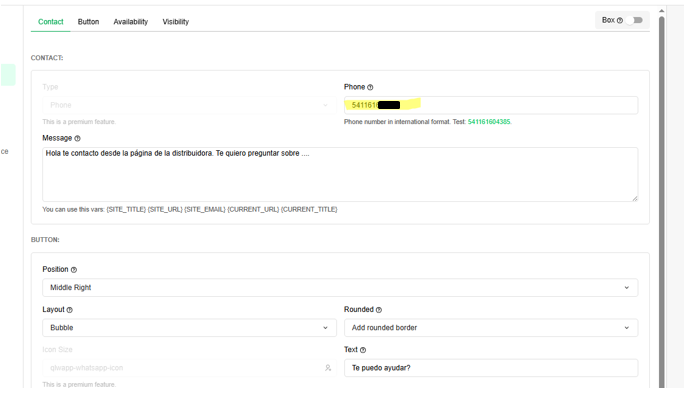 Contact Button Availability Visibility Box
CONTACT:
Type Phone
Phone 541161
This is a premium feature. Phone number in international format. Test: 541161604385.
Message
Hola te contacto desde la página de la distribuidora. Te quiero preguntar sobre ....
ce
You can use this vars: {SITE_TITLE} {SITE_URL} {SITE_EMAIL} {CURRENT_URL} {CURRENT_TITLE}
BUTTON:
Position
Middle Right
Layout Rounded
Bubble Add rounded border
Icon Size Text
qlwapp-whatsapp-icon Te puedo ayudar?
This is a premium feature.